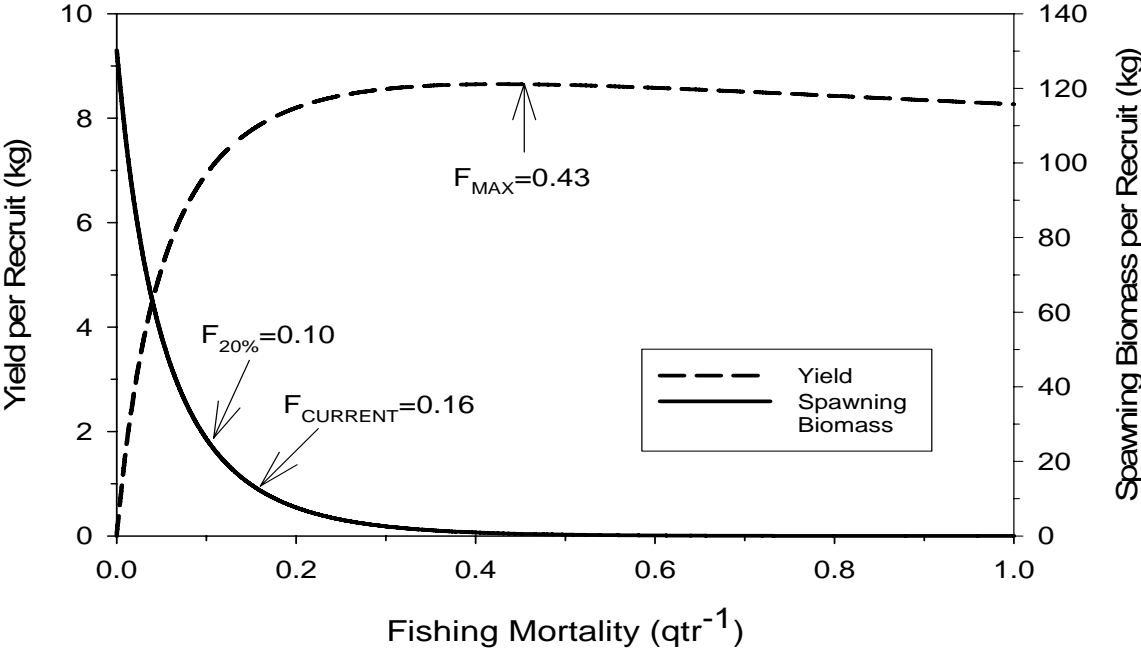 Yield per Recruit (kg)
10
8
6
4
2
0
140
120
100
80
60
40
20
0
Spawning Biomass per Recruit (kg)
F_MAX=0.43
F_20%=0.10
F_CURRENT=0.16
Yield
Spawning
Biomass
0.0 0.2 0.4 0.6 0.8 1.0
Fishing Mortality (qtr^-1)